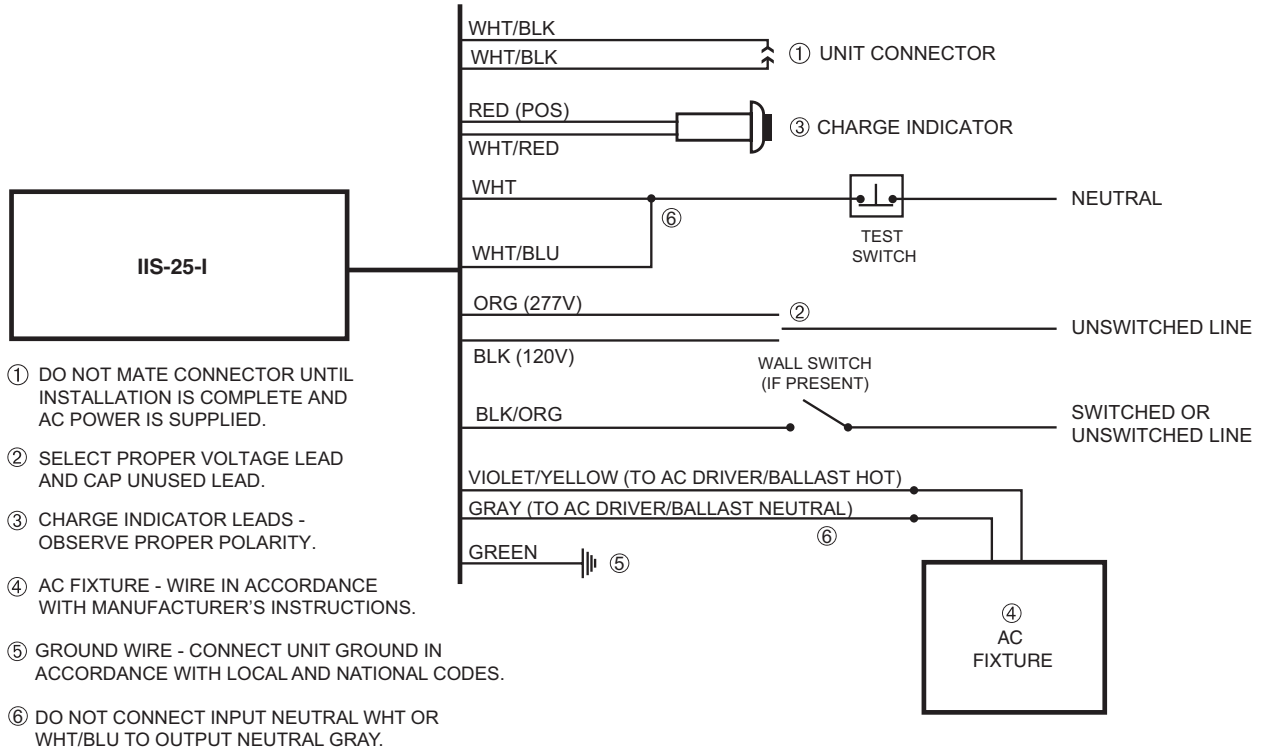 WHT/BLK
WHT/BLK
① UNIT CONNECTOR
RED (POS)
③ CHARGE INDICATOR
WHT/RED
WHT
NEUTRAL
⑥
TEST
SWITCH
WHT/BLU
IIS-25-I
ORG (277V)
②
UNSWITCHED LINE
BLK (120V)
WALL SWITCH
(IF PRESENT)
BLK/ORG
SWITCHED OR
UNSWITCHED LINE
VIOLET/YELLOW (TO AC DRIVER/BALLAST HOT)
GRAY (TO AC DRIVER/BALLAST NEUTRAL)
⑥
GREEN
⑤
④
AC
FIXTURE
① DO NOT MATE CONNECTOR UNTIL
INSTALLATION IS COMPLETE AND
AC POWER IS SUPPLIED.
② SELECT PROPER VOLTAGE LEAD
AND CAP UNUSED LEAD.
③ CHARGE INDICATOR LEADS -
OBSERVE PROPER POLARITY.
④ AC FIXTURE - WIRE IN ACCORDANCE
WITH MANUFACTURER'S INSTRUCTIONS.
⑤ GROUND WIRE - CONNECT UNIT GROUND IN
ACCORDANCE WITH LOCAL AND NATIONAL CODES.
⑥ DO NOT CONNECT INPUT NEUTRAL WHT OR
WHT/BLU TO OUTPUT NEUTRAL GRAY.